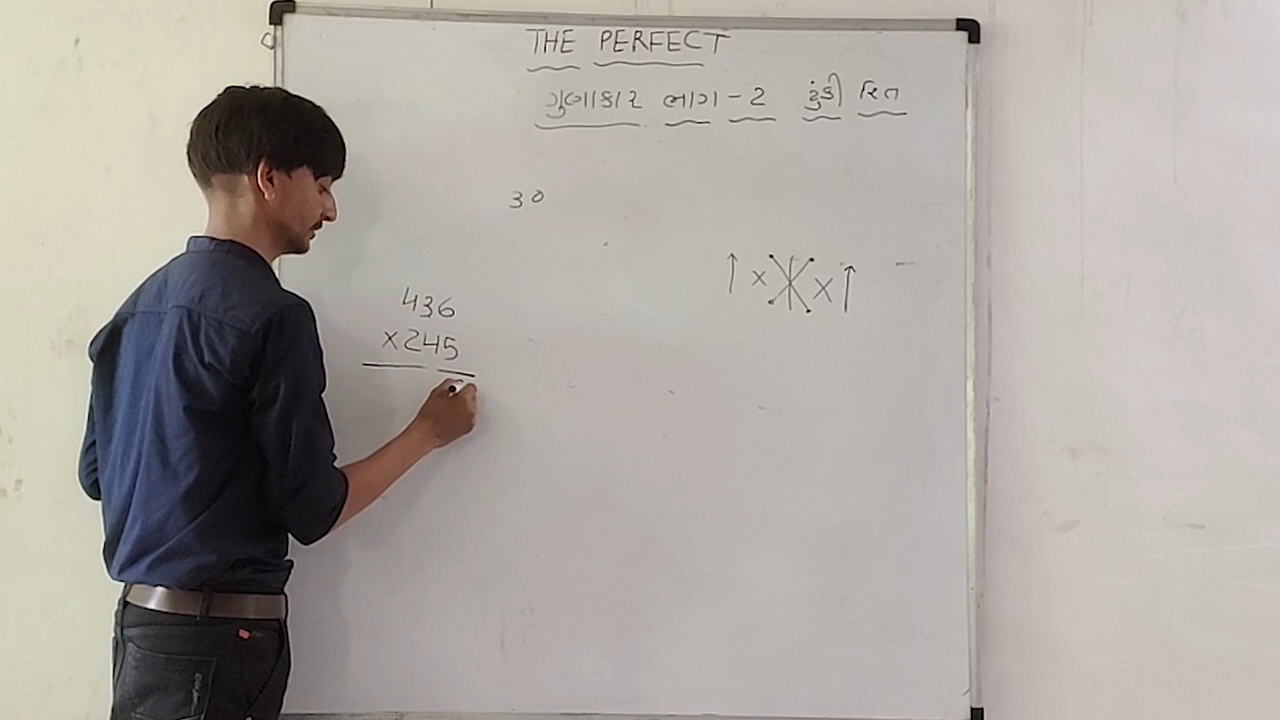 THE PERFECT
ગુણાકાર ભાગ - 2 ટુંકી રિત
30
436
×245
↑ × ✳ × ↑